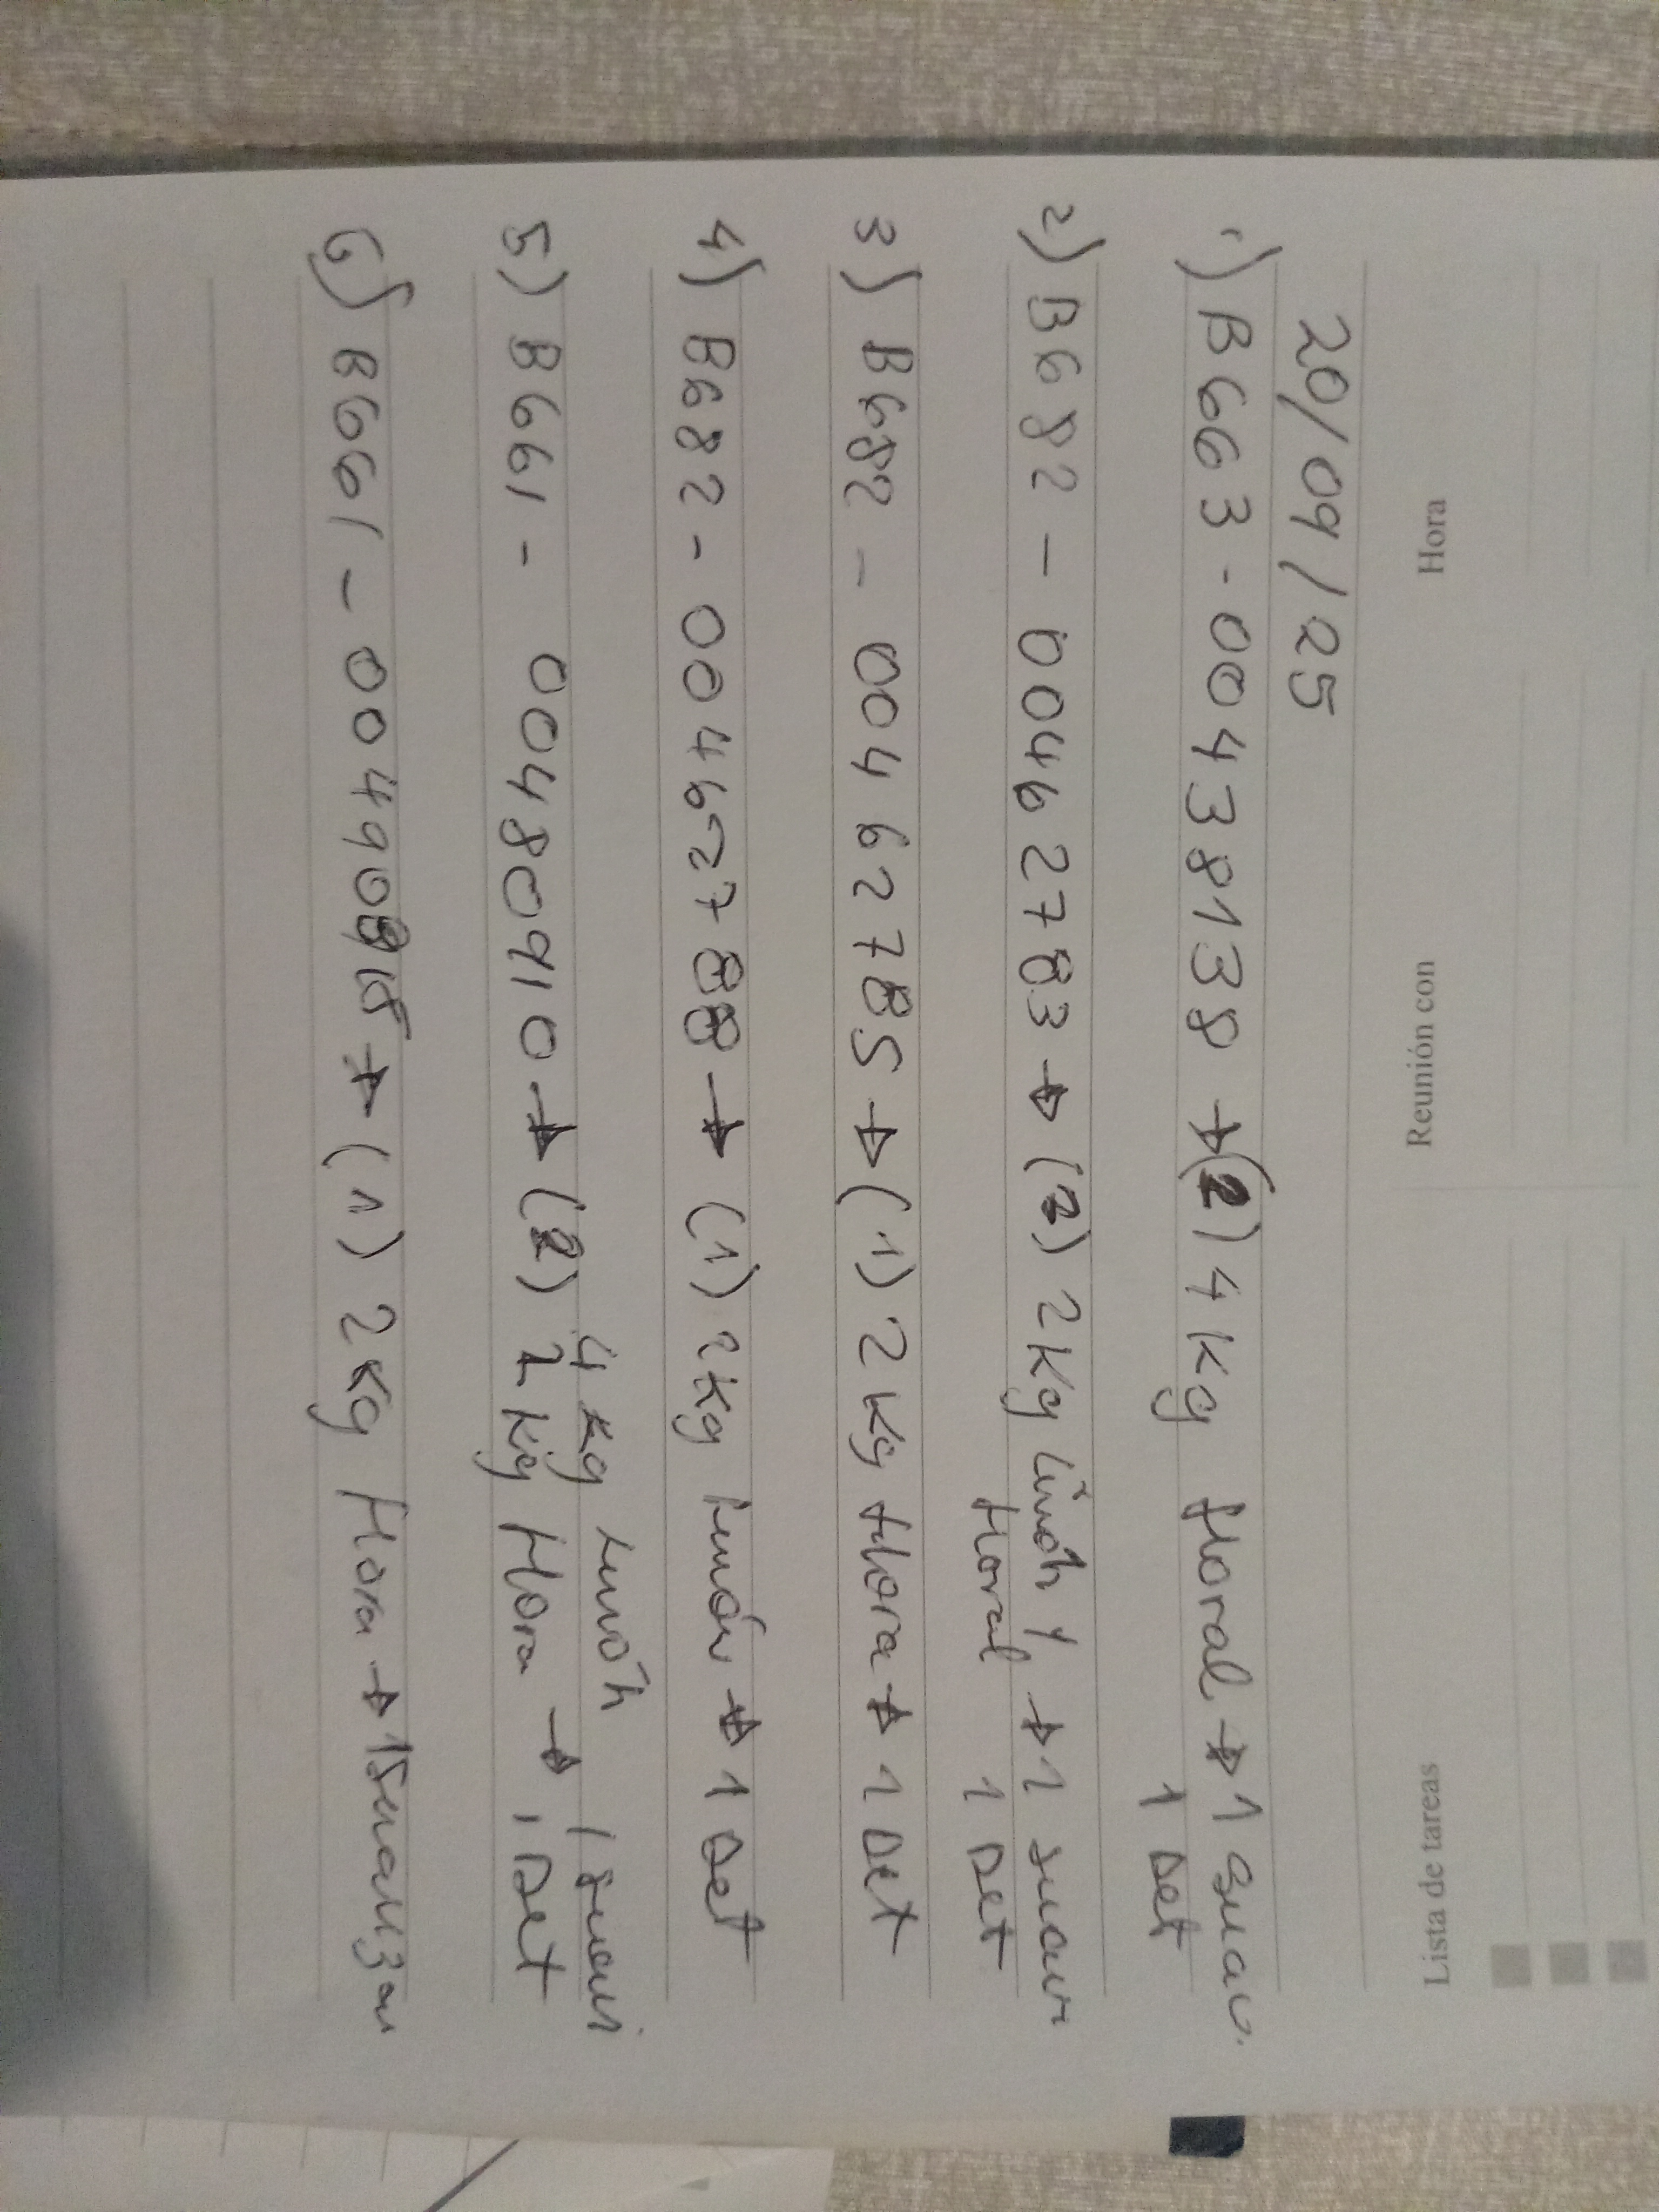 Hora Reunión con Lista de tareas
20/09/25
1) B663-00438138 → (2) 4 Kg Floral → 1 suav.
1 Det
2) B682 - 00462783 → (2) 2 Kg Limón y → 1 suav
Floral 1 Det
3) B682 - 00462785 → (1) 2 Kg Flora → 1 Det
4) B682 - 00462788 → (1) 2 Kg Limón → 1 Det
4 Kg Limón 1 suavi
5) B661 - 00480910 → (2) 2 Kg Flora → 1 Det
6) B661 - 0049091 → (1) 2 Kg Flora → 1